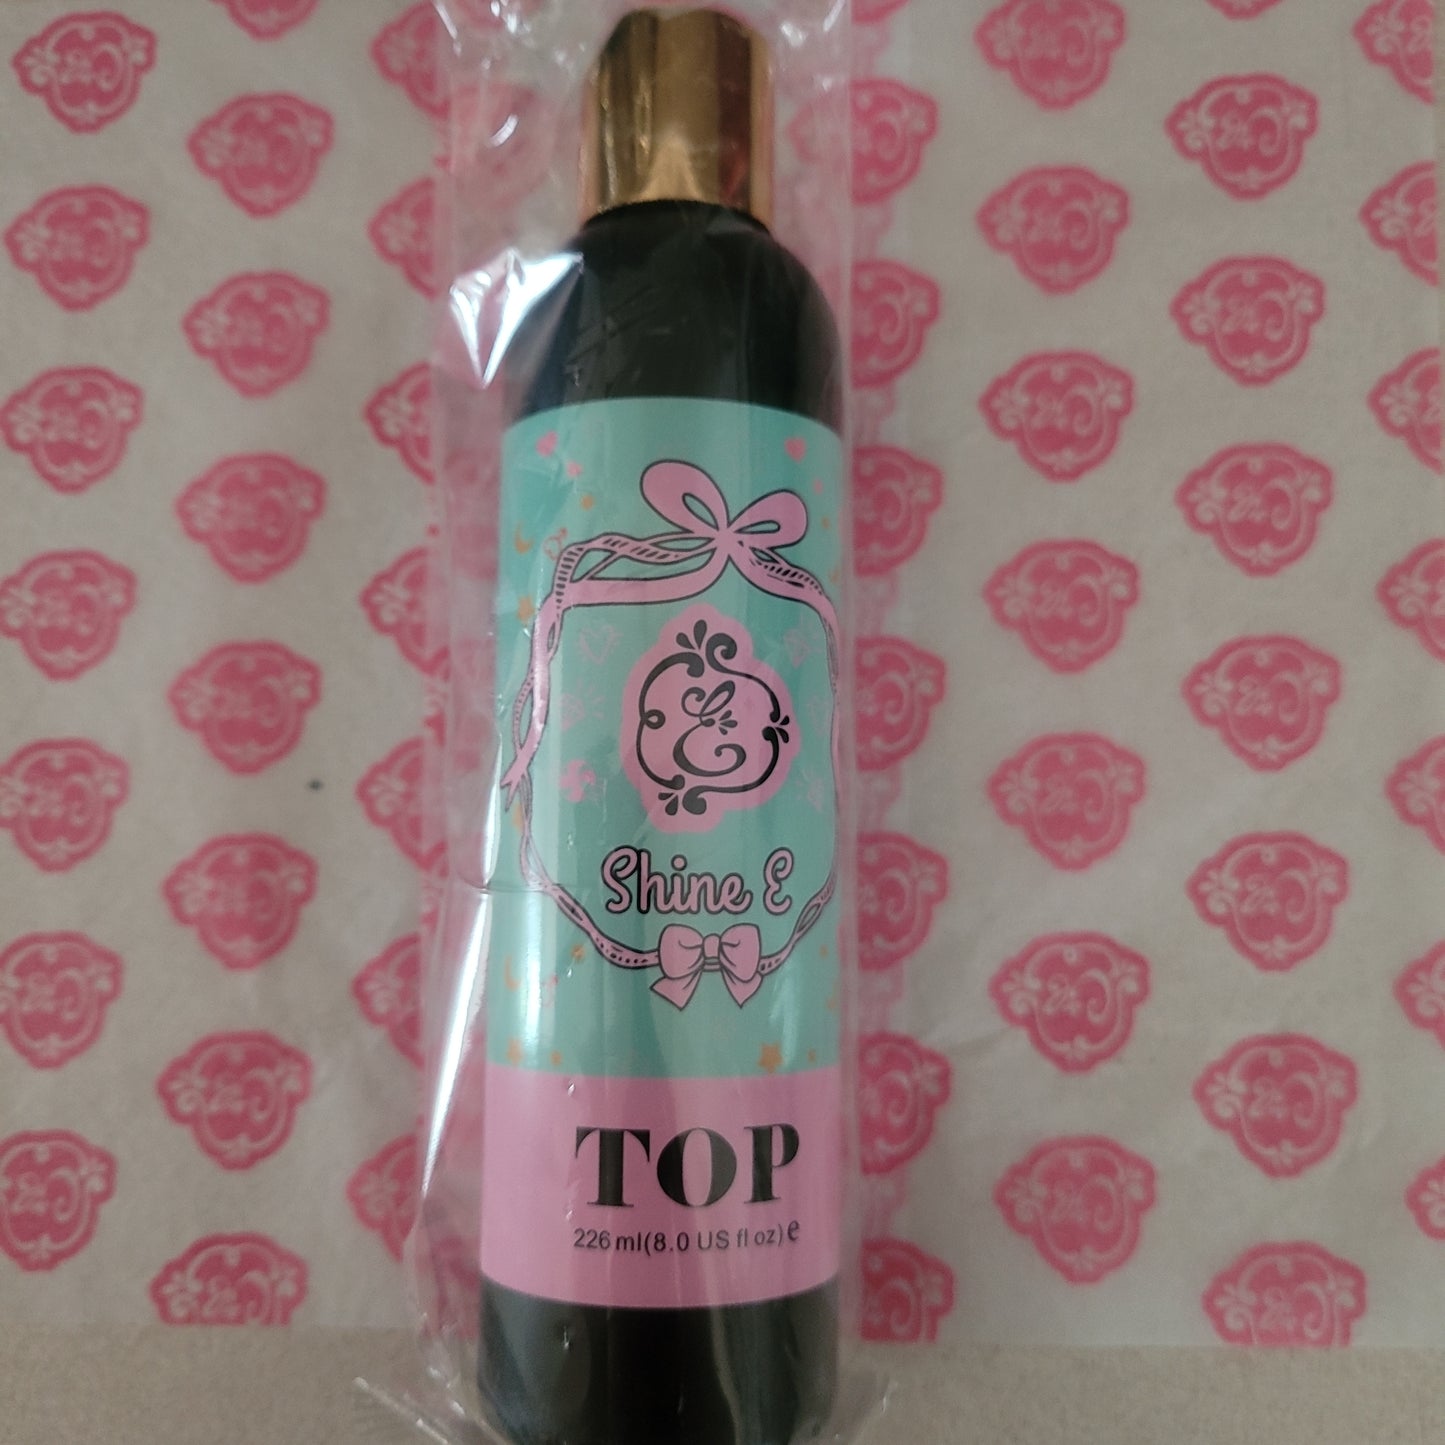 E
Shine E
TOP
226 ml(8.0 US fl oz) e